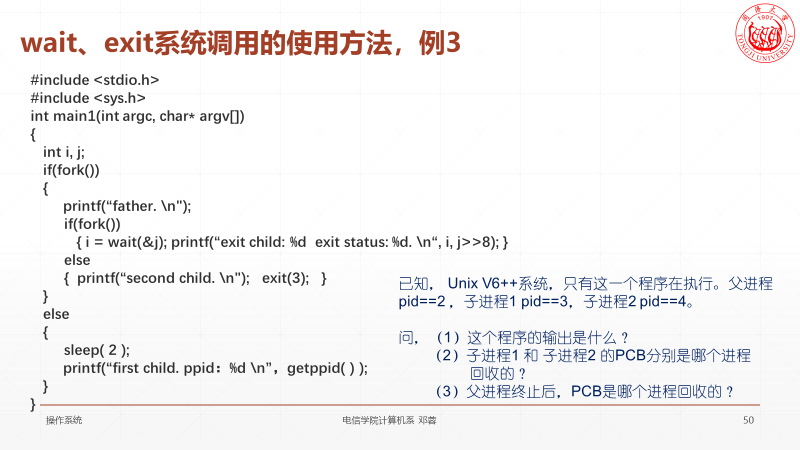 wait、exit系统调用的使用方法，例3
#include <stdio.h>
#include <sys.h>
int main1(int argc, char* argv[])
{
int i, j;
if(fork())
{
printf(“father. \n");
if(fork())
{ i = wait(&j); printf(“exit child: %d  exit status: %d. \n“, i, j>>8); }
else
{  printf(“second child. \n");   exit(3);   }
}
else
{
sleep( 2 );
printf(“first child. ppid：%d \n”，getppid( ) );
}
}
已知， Unix V6++系统，只有这一个程序在执行。父进程
pid==2 ，子进程1 pid==3，子进程2 pid==4。
问，（1）这个程序的输出是什么？
（2）子进程1 和 子进程2 的PCB分别是哪个进程
回收的？
（3）父进程终止后，PCB是哪个进程回收的？
操作系统
电信学院计算机系 邓蓉
50
同济大学
1907
TONGJI UNIVERSITY